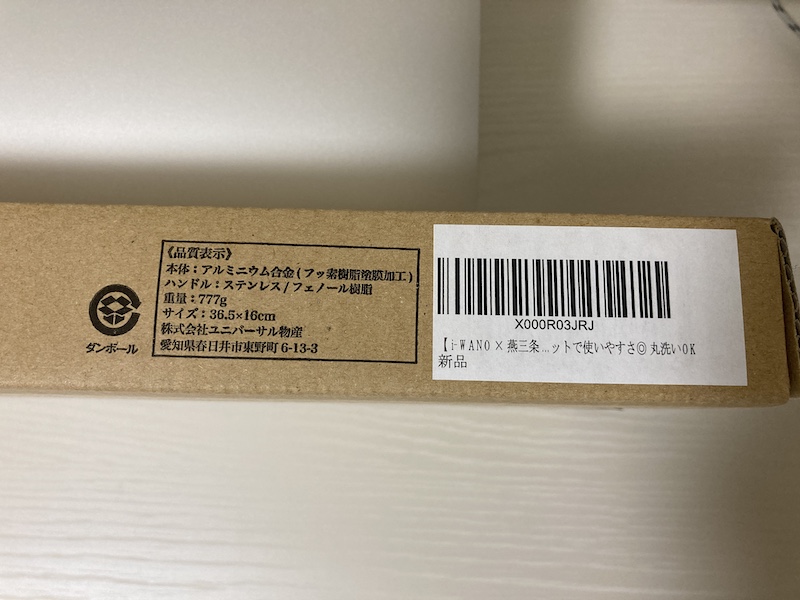 《品質表示》
本体：アルミニウム合金(フッ素樹脂塗膜加工)
ハンドル：ステンレス/フェノール樹脂
重量：777g
サイズ：36.5×16cm
株式会社ユニバーサル物産
愛知県春日井市東野町6-13-3
ダンボール
X000R03JRJ
【i-WANO×燕三条...ットで使いやすさ◎丸洗いOK
新品